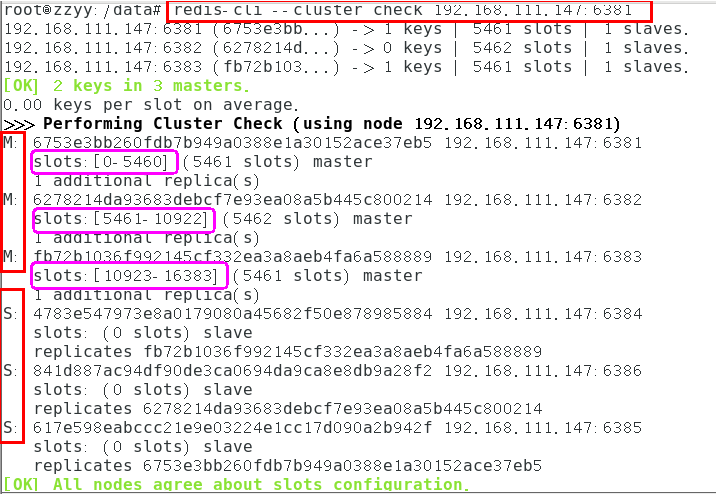 root@zzyy:/data# redis-cli --cluster check 192.168.111.147:6381
192.168.111.147:6381 (6753e3bb...) -> 1 keys | 5461 slots | 1 slaves.
192.168.111.147:6382 (6278214d...) -> 0 keys | 5462 slots | 1 slaves.
192.168.111.147:6383 (fb72b103...) -> 1 keys | 5461 slots | 1 slaves.
[OK] 2 keys in 3 masters.
0.00 keys per slot on average.
>>> Performing Cluster Check (using node 192.168.111.147:6381)
M: 6753e3bb260fdb7b949a0388e1a30152ace37eb5 192.168.111.147:6381
slots:[0-5460] (5461 slots) master
1 additional replica(s)
M: 6278214da93683debcf7e93ea08a5b445c800214 192.168.111.147:6382
slots:[5461-10922] (5462 slots) master
1 additional replica(s)
M: fb72b1036f992145cf332ea3a8aeb4fa6a588889 192.168.111.147:6383
slots:[10923-16383] (5461 slots) master
1 additional replica(s)
S: 4783e547973e8a0179080a45682f50e878985884 192.168.111.147:6384
slots: (0 slots) slave
replicates fb72b1036f992145cf332ea3a8aeb4fa6a588889
S: 841d887ac94df90de3ca0694da9ca8e8db9a28f2 192.168.111.147:6386
slots: (0 slots) slave
replicates 6278214da93683debcf7e93ea08a5b445c800214
S: 617e598eabccc21e9e03224e1cc17d090a2b942f 192.168.111.147:6385
slots: (0 slots) slave
replicates 6753e3bb260fdb7b949a0388e1a30152ace37eb5
[OK] All nodes agree about slots configuration.